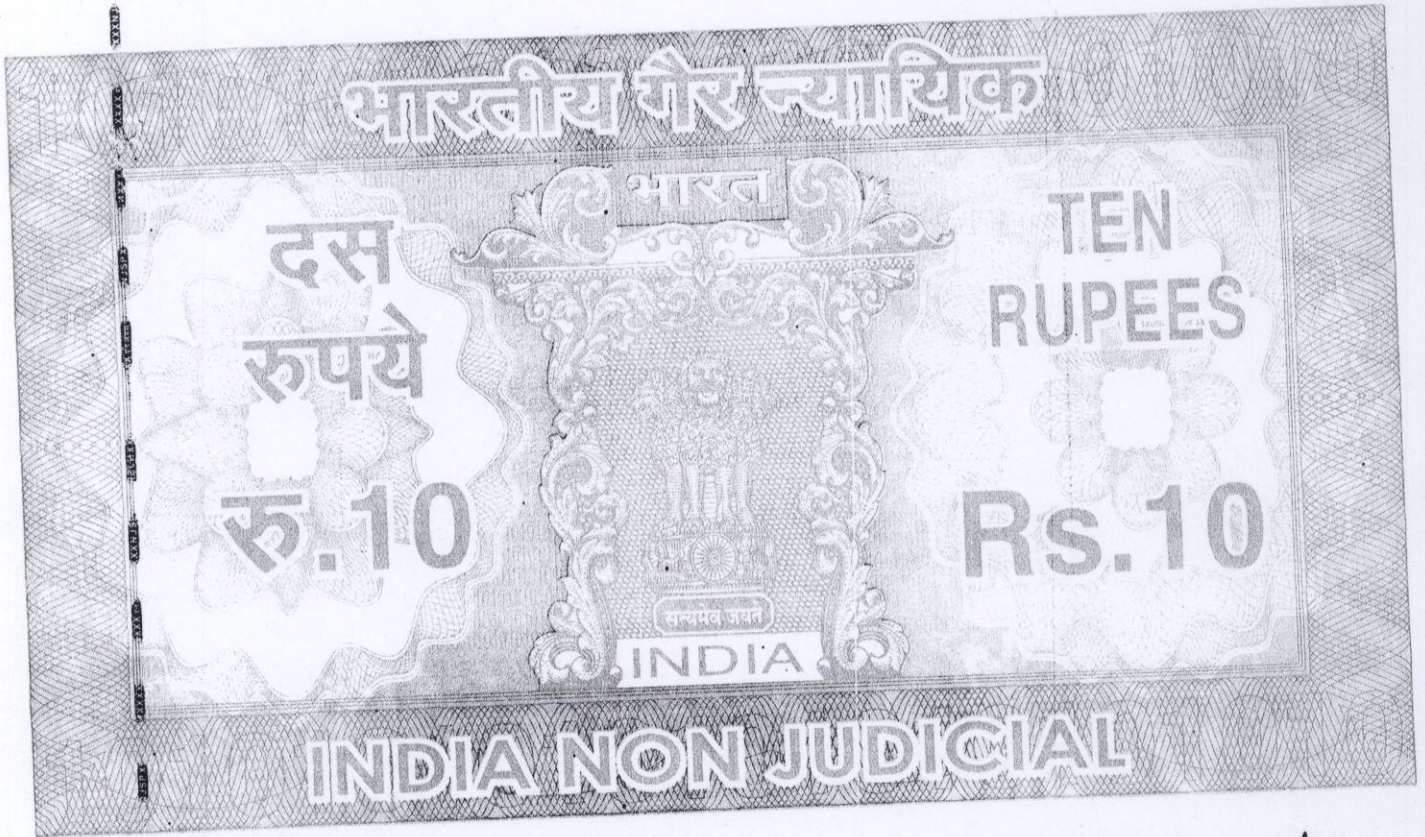 भारतीय गैर न्यायिक
भारत
दस
रुपये
रु.10
TEN
RUPEES
Rs.10
सत्यमेव जयते
INDIA
INDIA NON JUDICIAL